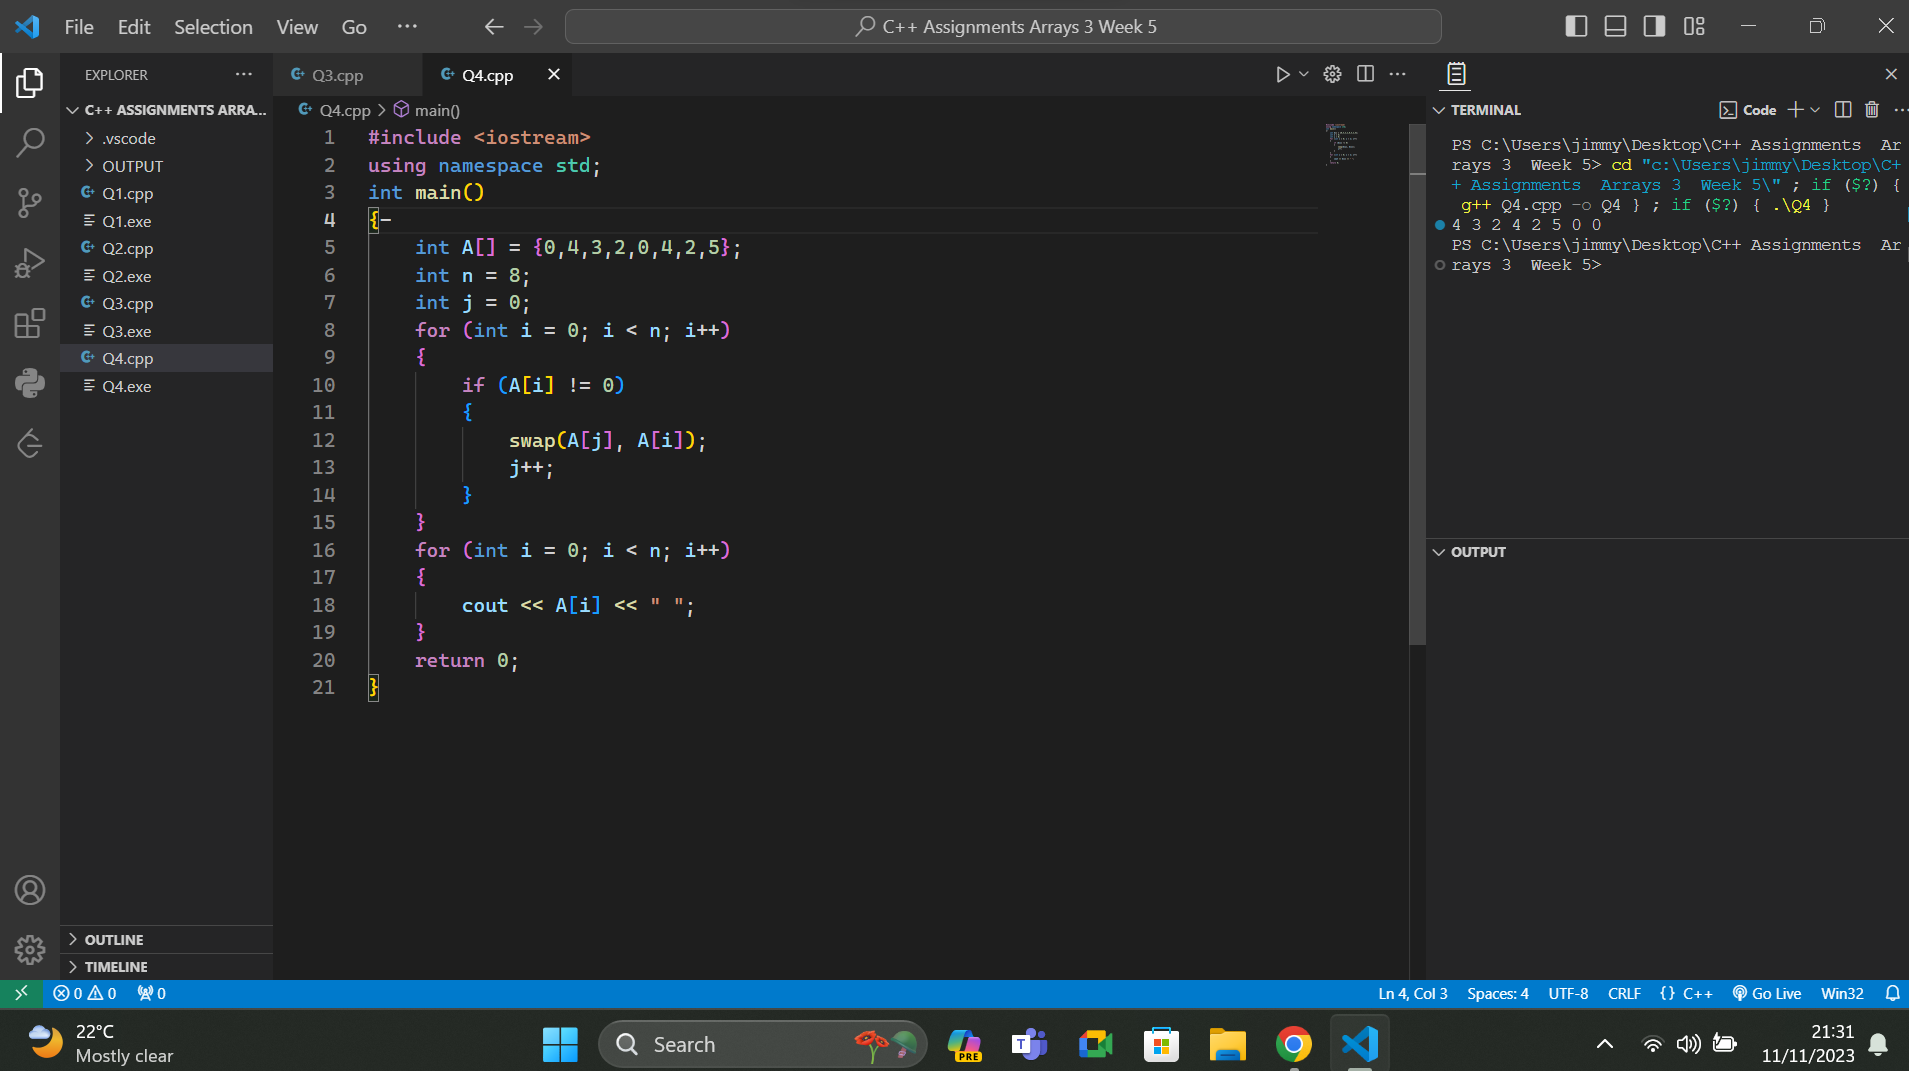 File Edit Selection View Go ···
C++ Assignments Arrays 3 Week 5
EXPLORER
C++ ASSIGNMENTS ARRA...
.vscode
OUTPUT
Q1.cpp
Q1.exe
Q2.cpp
Q2.exe
Q3.cpp
Q3.exe
Q4.cpp
Q4.exe
OUTLINE
TIMELINE
Q3.cpp
Q4.cpp
Q4.cpp > main()
1 #include <iostream>
2 using namespace std;
3 int main()
4 {
5     int A[] = {0,4,3,2,0,4,2,5};
6     int n = 8;
7     int j = 0;
8     for (int i = 0; i < n; i++)
9     {
10         if (A[i] != 0)
11         {
12             swap(A[j], A[i]);
13             j++;
14         }
15     }
16     for (int i = 0; i < n; i++)
17     {
18         cout << A[i] << " ";
19     }
20     return 0;
21 }
TERMINAL
Code
PS C:\Users\jimmy\Desktop\C++ Assignments  Ar
rays 3  Week 5> cd "c:\Users\jimmy\Desktop\C+
+ Assignments  Arrays 3  Week 5\" ; if ($?) {
g++ Q4.cpp -o Q4 } ; if ($?) { .\Q4 }
4 3 2 4 2 5 0 0
PS C:\Users\jimmy\Desktop\C++ Assignments  Ar
rays 3  Week 5>
OUTPUT
0 0 0
Ln 4, Col 3 Spaces: 4 UTF-8 CRLF {} C++ Go Live Win32
22°C
Mostly clear
Search
PRE
T
21:31
11/11/2023